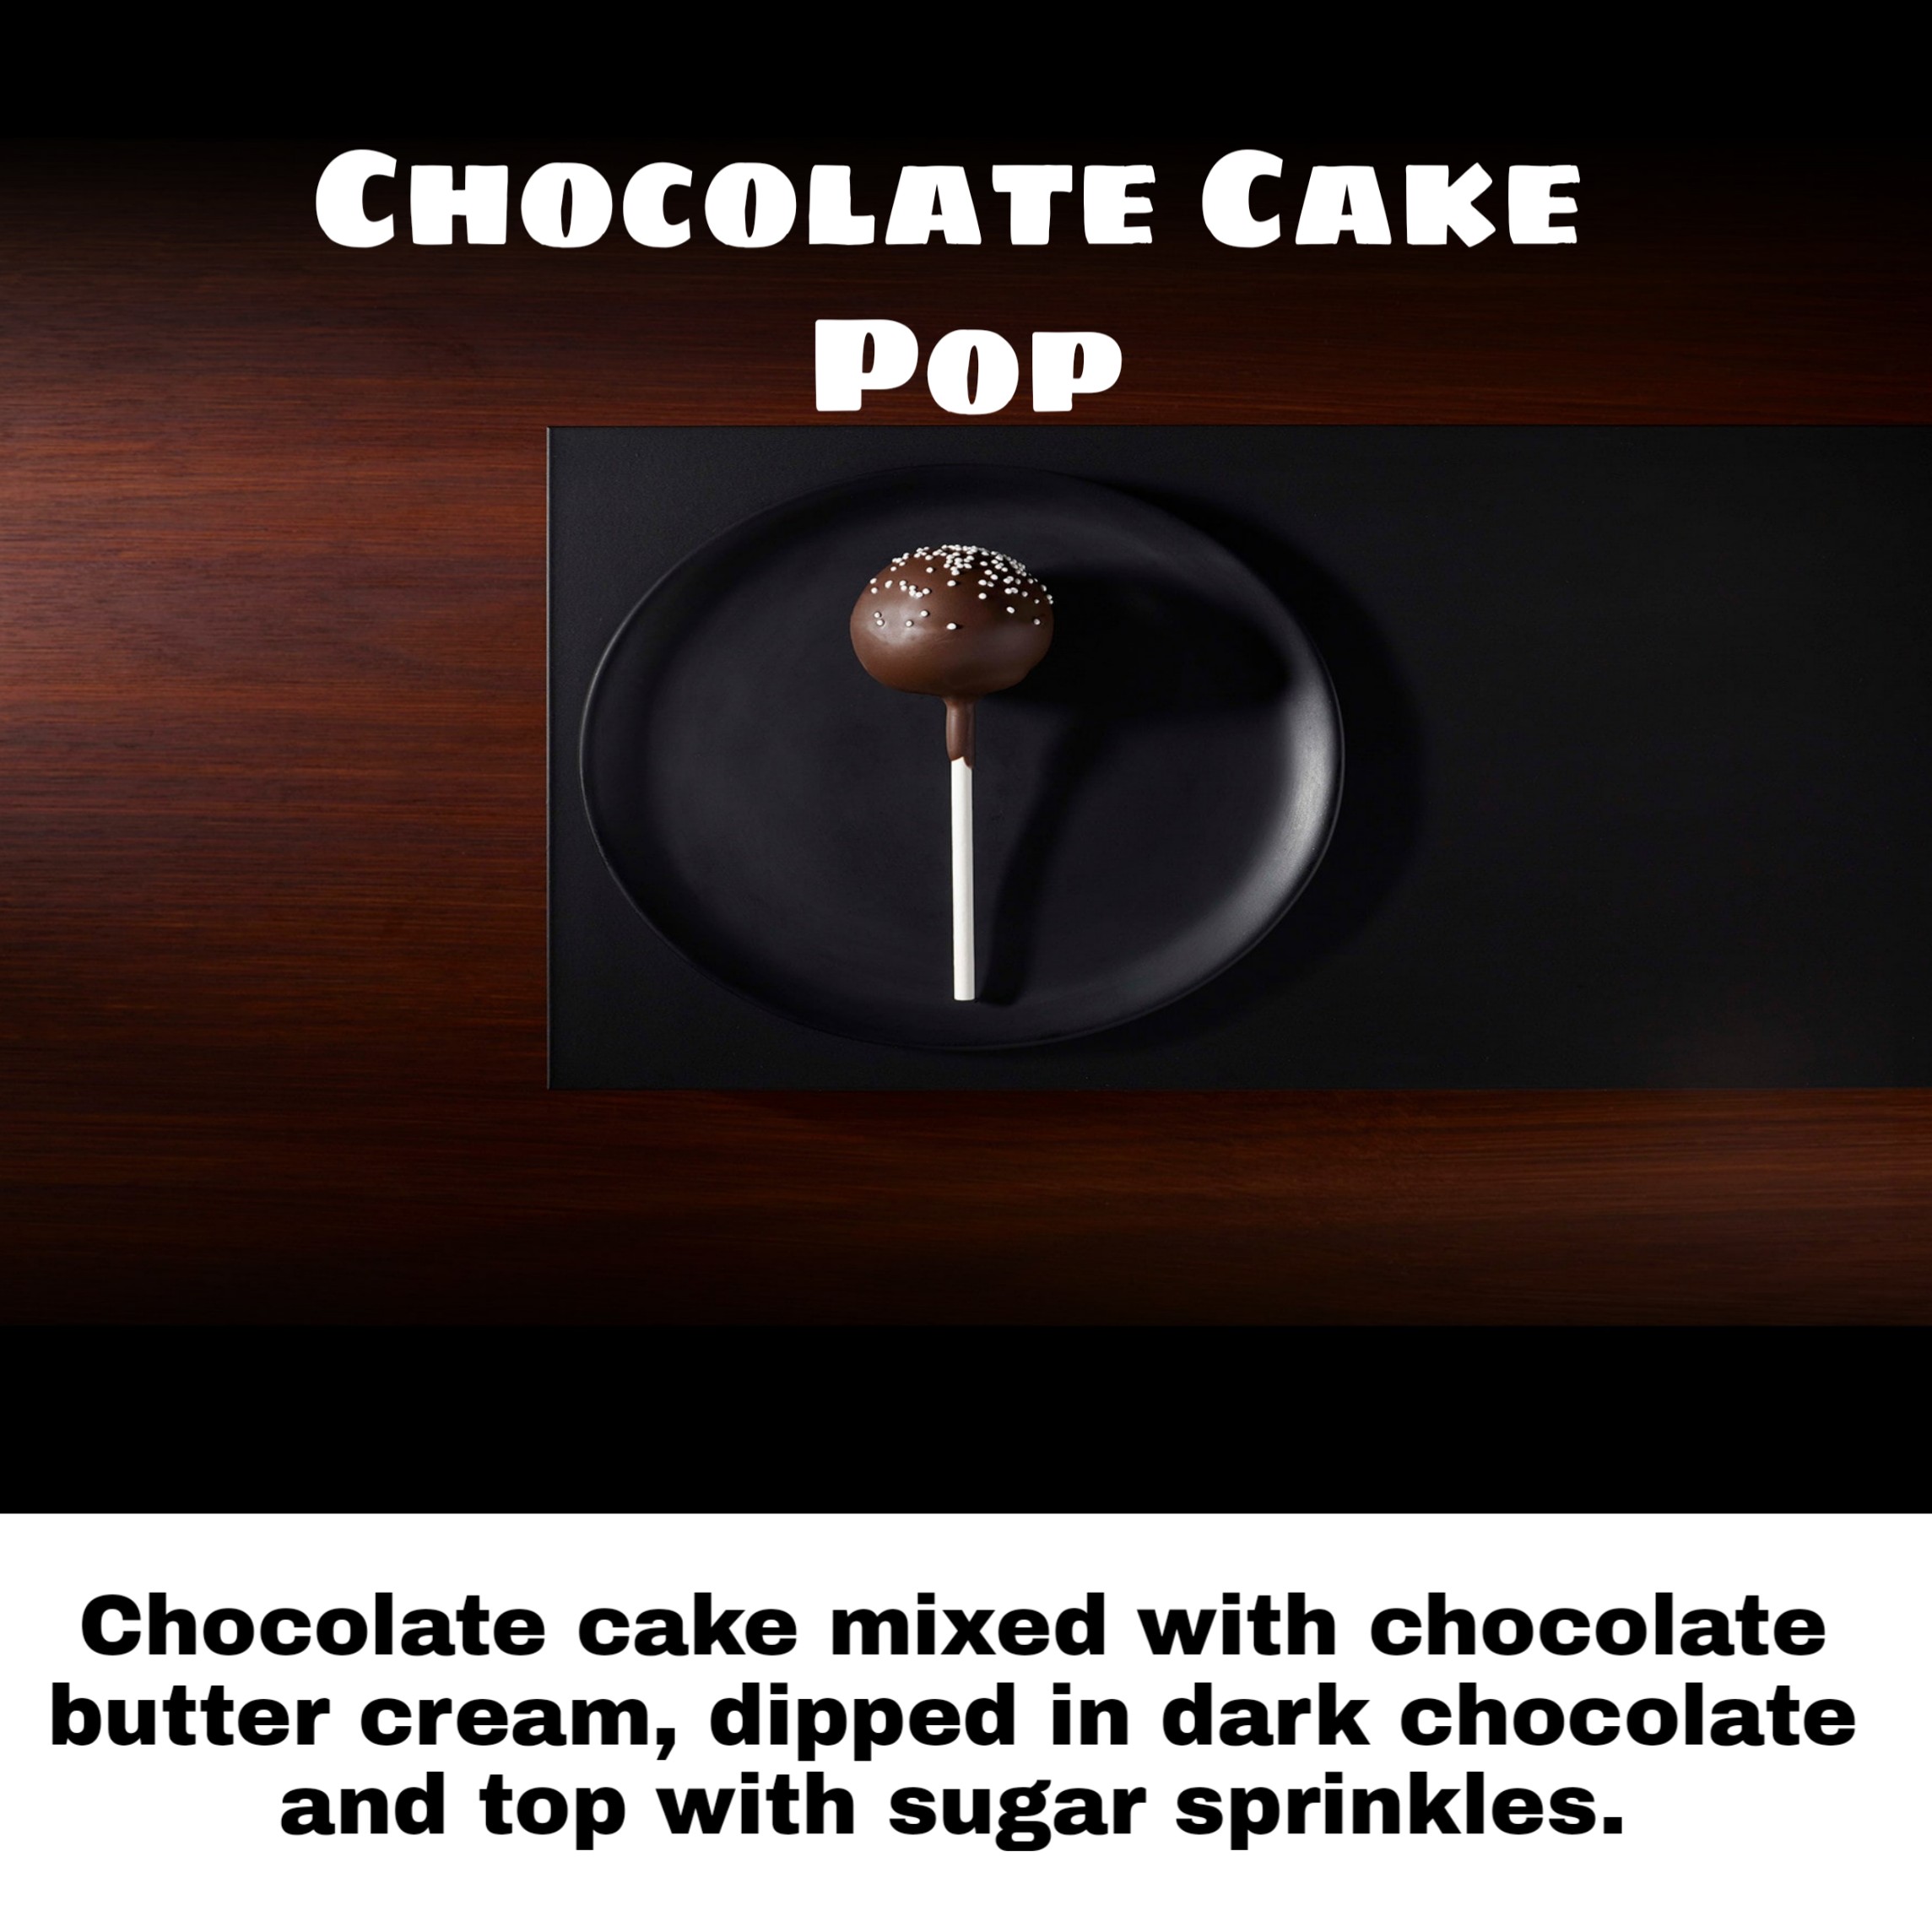 Chocolate Cake
Pop
Chocolate cake mixed with chocolate
butter cream, dipped in dark chocolate
and top with sugar sprinkles.